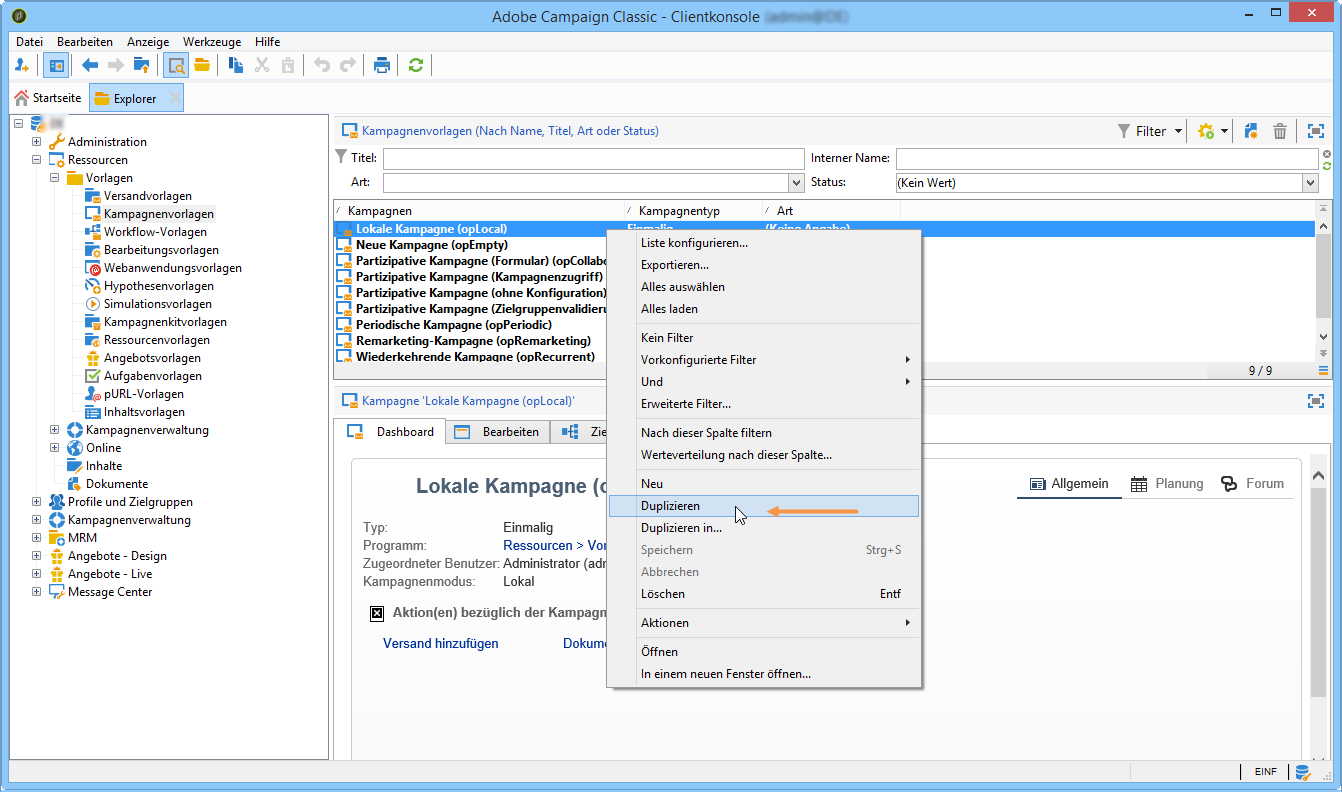 Adobe Campaign Classic - Clientkonsole
Datei Bearbeiten Anzeige Werkzeuge Hilfe
Startseite Explorer
Administration
Ressourcen
Vorlagen
Versandvorlagen
Kampagnenvorlagen
Workflow-Vorlagen
Bearbeitungsvorlagen
Webanwendungsvorlagen
Hypothesenvorlagen
Simulationsvorlagen
Kampagnenkitvorlagen
Ressourcenvorlagen
Angebotsvorlagen
Aufgabenvorlagen
pURL-Vorlagen
Inhaltsvorlagen
Kampagnenverwaltung
Online
Inhalte
Dokumente
Profile und Zielgruppen
Kampagnenverwaltung
MRM
Angebote - Design
Angebote - Live
Message Center
Kampagnenvorlagen (Nach Name, Titel, Art oder Status) Filter
Titel: Interner Name:
Art: Status: (Kein Wert)
Kampagnen Kampagnentyp Art
Lokale Kampagne (opLocal) Einmalig (Keine Angabe)
Neue Kampagne (opEmpty)
Partizipative Kampagne (Formular) (opCollabo
Partizipative Kampagne (Kampagnenzugriff)
Partizipative Kampagne (ohne Konfiguration)
Partizipative Kampagne (Zielgruppenvalidieru
Periodische Kampagne (opPeriodic)
Remarketing-Kampagne (opRemarketing)
Wiederkehrende Kampagne (opRecurrent)
9 / 9
Kampagne 'Lokale Kampagne (opLocal)'
Dashboard Bearbeiten Zie
Lokale Kampagne (o
Allgemein Planung Forum
Typ: Einmalig
Programm: Ressourcen > Vor
Zugeordneter Benutzer: Administrator (adr
Kampagnenmodus: Lokal
Aktion(en) bezüglich der Kampagn
Versand hinzufügen Dokume
Liste konfigurieren...
Exportieren...
Alles auswählen
Alles laden
Kein Filter
Vorkonfigurierte Filter
Und
Erweiterte Filter...
Nach dieser Spalte filtern
Werteverteilung nach dieser Spalte...
Neu
Duplizieren
Duplizieren in...
Speichern Strg+S
Abbrechen
Löschen Entf
Aktionen
Öffnen
In einem neuen Fenster öffnen...
EINF